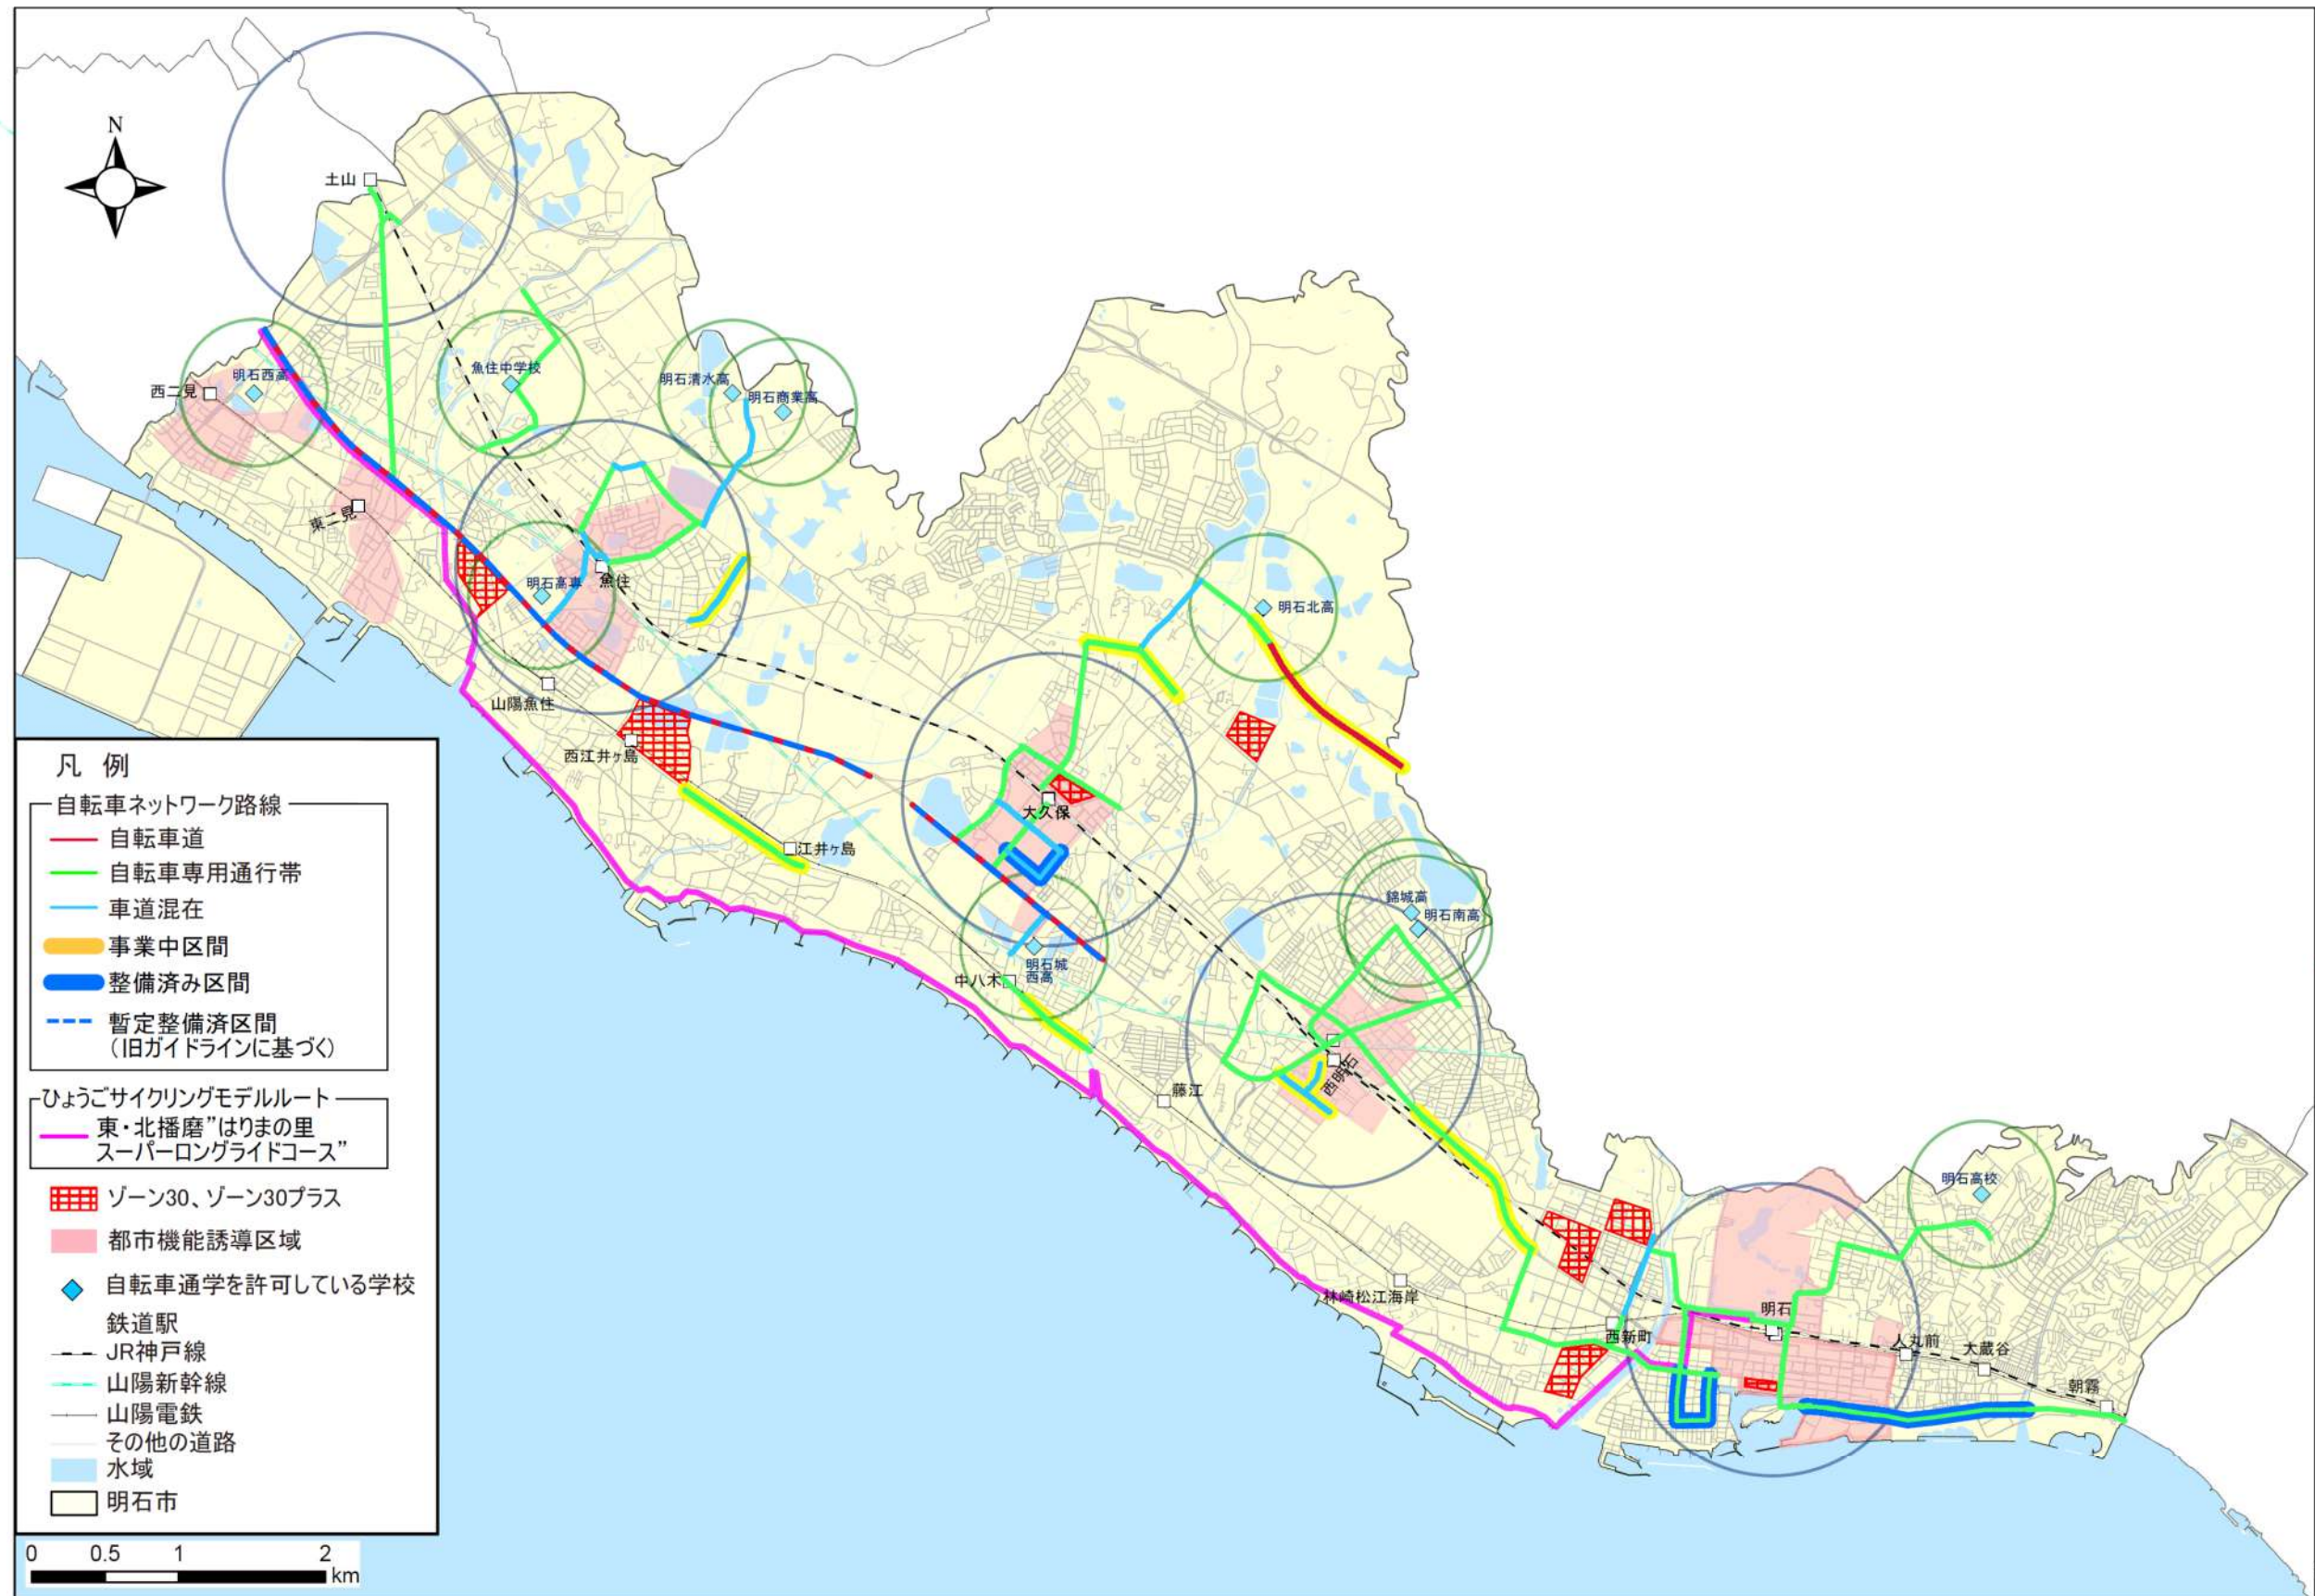 N
土山
西二見
明石西高
魚住中学校
明石清水高
明石商業高
東二見
明石高専
魚住
明石北高
山陽魚住
西江井ヶ島
大久保
江井ヶ島
錦城高
明石南高
明石城
西高
中八木
西明石
藤江
明石高校
林崎松江海岸
西新町
明石
人丸前
大蔵谷
朝霧
凡 例
自転車ネットワーク路線
自転車道
自転車専用通行帯
車道混在
事業中区間
整備済み区間
暫定整備済区間
(旧ガイドラインに基づく)
ひょうごサイクリングモデルルート
東・北播磨”はりまの里
スーパーロングライドコース”
ゾーン30、ゾーン30プラス
都市機能誘導区域
自転車通学を許可している学校
鉄道駅
JR神戸線
山陽新幹線
山陽電鉄
その他の道路
水域
明石市
0 0.5 1 2
km